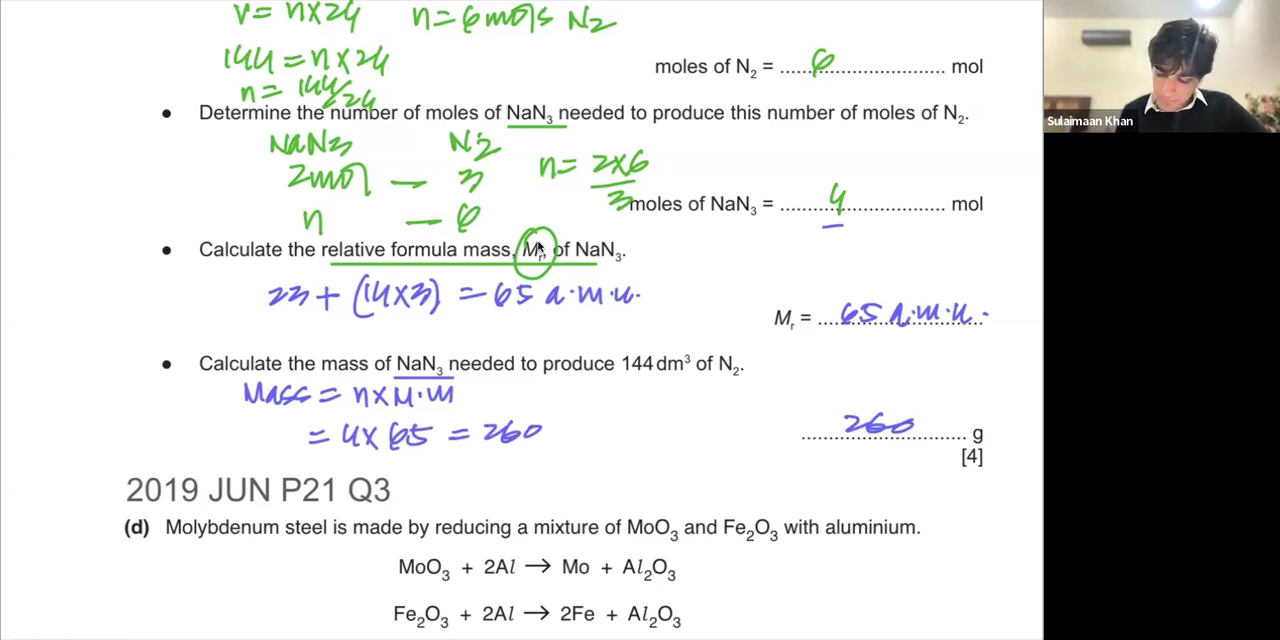 V = n x 24 n = 6 mols N2
144 = n x 24
moles of N₂ = ....6.... mol
n = 144/24
• Determine the number of moles of NaN₃ needed to produce this number of moles of N₂.
NaN3 N2
2mol — 3 n = 2x6/3
moles of NaN₃ = ....4.... mol
n — 6
• Calculate the relative formula mass, Mᵣ, of NaN₃.
23 + (14x3) = 65 a.m.u.
Mᵣ = ....65 a.m.u.
• Calculate the mass of NaN₃ needed to produce 144 dm³ of N₂.
Mass = n x M.M
= 4 x 65 = 260
....260.... g
[4]
2019 JUN P21 Q3
(d) Molybdenum steel is made by reducing a mixture of MoO₃ and Fe₂O₃ with aluminium.
MoO₃ + 2Al → Mo + Al₂O₃
Fe₂O₃ + 2Al → 2Fe + Al₂O₃
Sulaimaan Khan